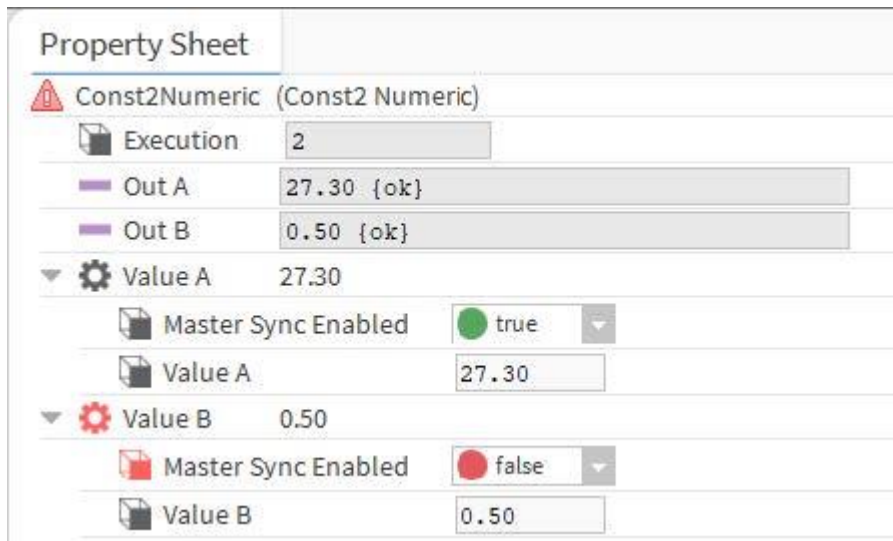 Property Sheet
Const2Numeric (Const2 Numeric)
Execution 2
Out A 27.30 {ok}
Out B 0.50 {ok}
Value A 27.30
Master Sync Enabled true
Value A 27.30
Value B 0.50
Master Sync Enabled false
Value B 0.50